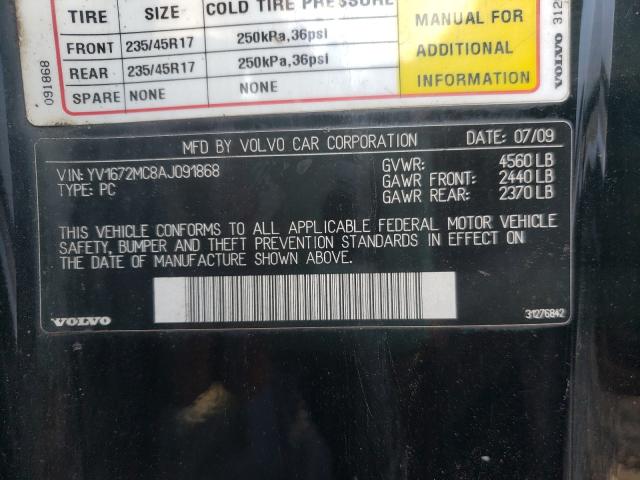 TIRE SIZE COLD TIRE PRESSURE
FRONT 235/45R17 250kPa,36psi
REAR 235/45R17 250kPa,36psi
SPARE NONE NONE
MANUAL FOR
ADDITIONAL
INFORMATION
091868
VOLVO 312
MFD BY VOLVO CAR CORPORATION DATE: 07/09
VIN: YV1672MC8AJ091868
TYPE: PC
GVWR: 4560 LB
GAWR FRONT: 2440 LB
GAWR REAR: 2370 LB
THIS VEHICLE CONFORMS TO ALL APPLICABLE FEDERAL MOTOR VEHICLE
SAFETY, BUMPER AND THEFT PREVENTION STANDARDS IN EFFECT ON
THE DATE OF MANUFACTURE SHOWN ABOVE.
VOLVO
31276842